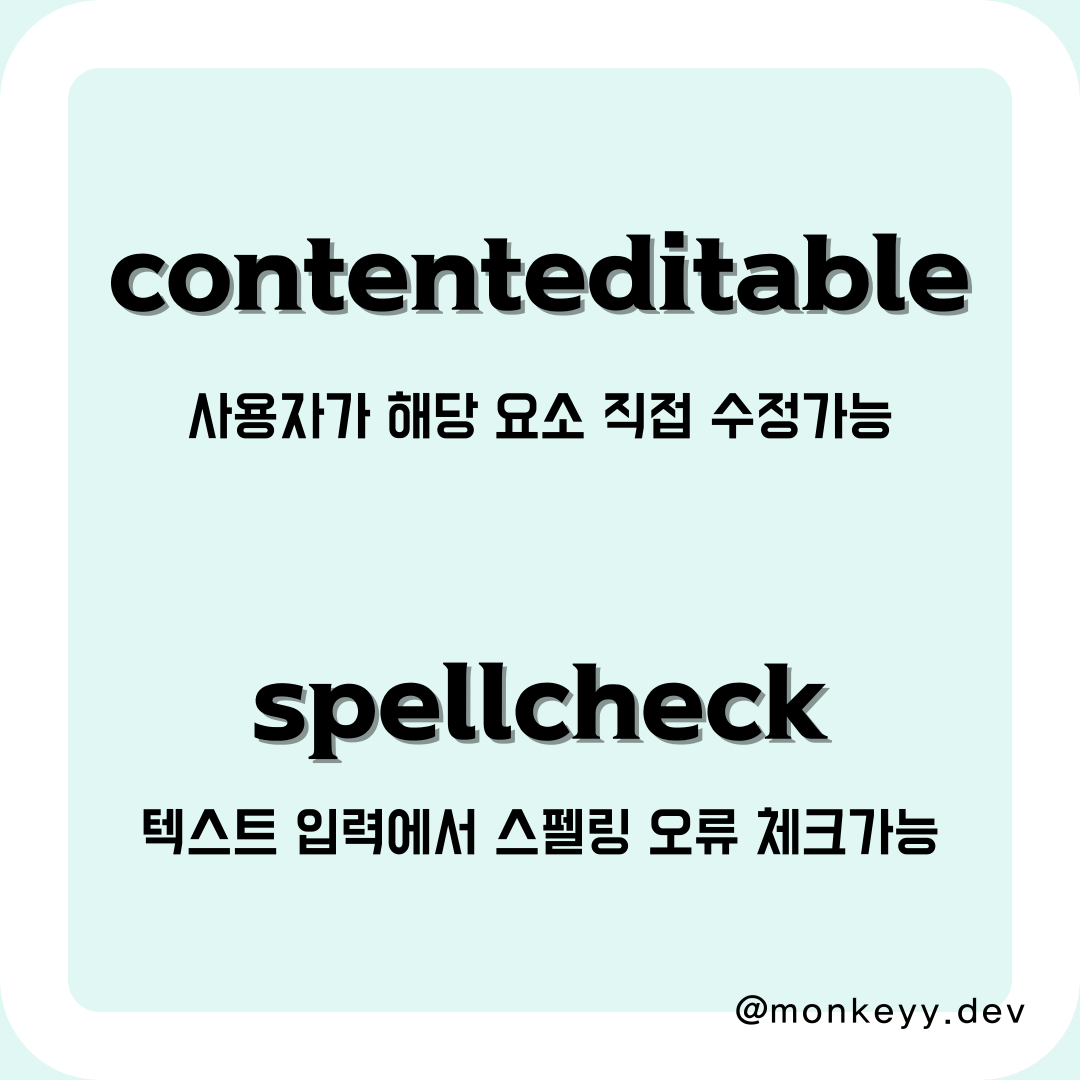 contenteditable
사용자가 해당 요소 직접 수정가능
spellcheck
텍스트 입력에서 스펠링 오류 체크가능
@monkeyy.dev